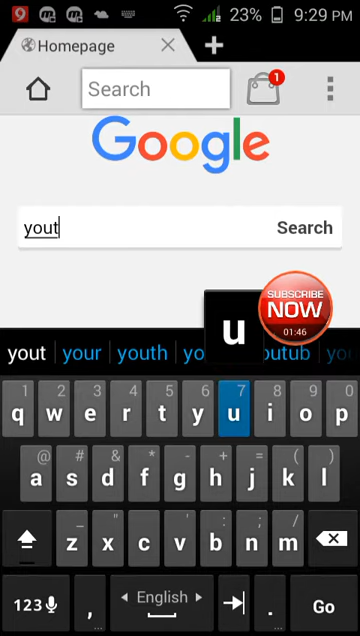 9 23% 9:29 PM
Homepage
Search 1
Google
yout Search
SUBSCRIBE
NOW
01:46
u
yout your youth yo outub yo
1 2 3 4 5 6 7 8 9 0
q w e r t y u i o p
@ # & * - + = ( )
a s d f g h j k l
_ " ' : ; /
z x c v b n m
123 , English . Go